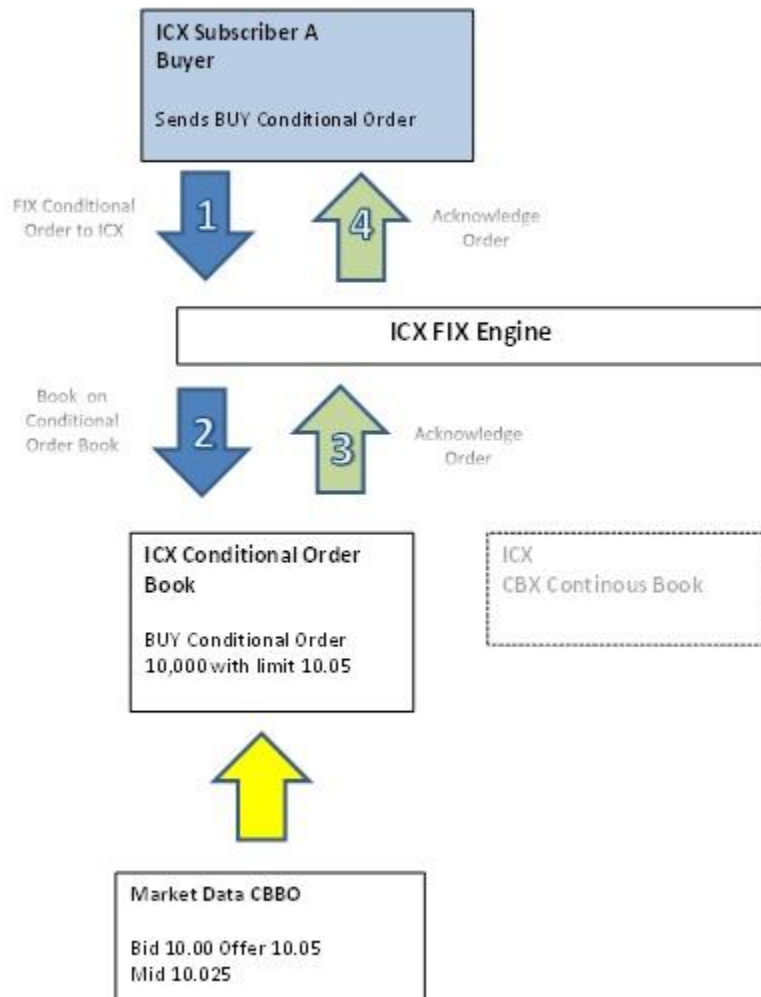 ICX Subscriber A
Buyer
Sends BUY Conditional Order
FIX Conditional
Order to ICX
1
4
Acknowledge
Order
ICX FIX Engine
Book on
Conditional
Order Book
2
3
Acknowledge
Order
ICX Conditional Order
Book
BUY Conditional Order
10,000 with limit 10.05
ICX
CBX Continous Book
Market Data CBBO
Bid 10.00 Offer 10.05
Mid 10.025